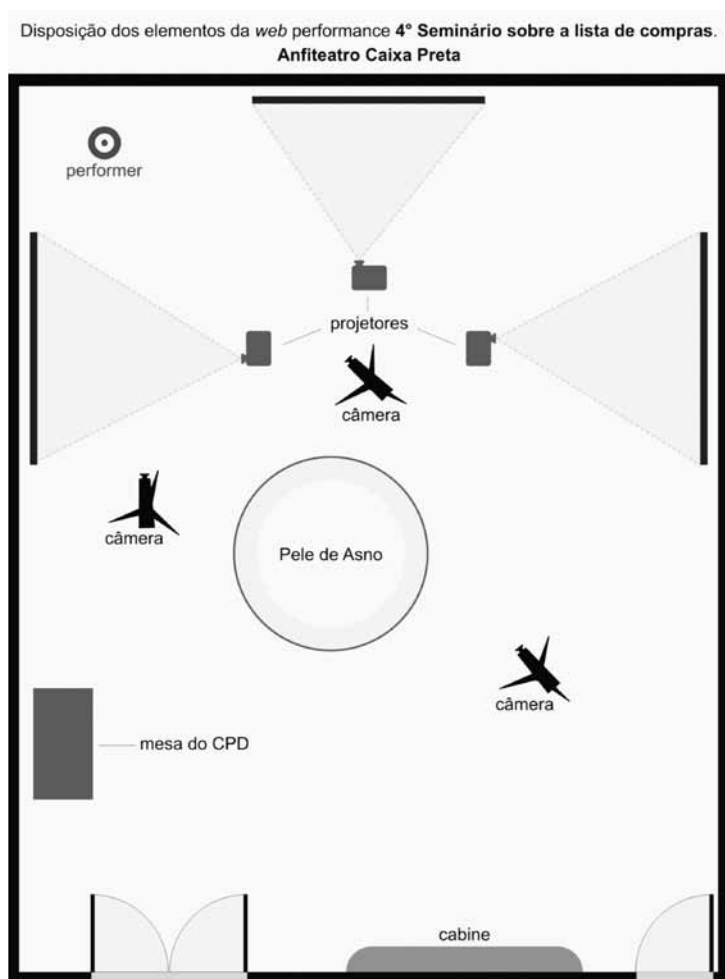 Disposição dos elementos da web performance 4° Seminário sobre a lista de compras.
Anfiteatro Caixa Preta
performer
projetores
câmera
câmera
Pele de Asno
câmera
mesa do CPD
cabine